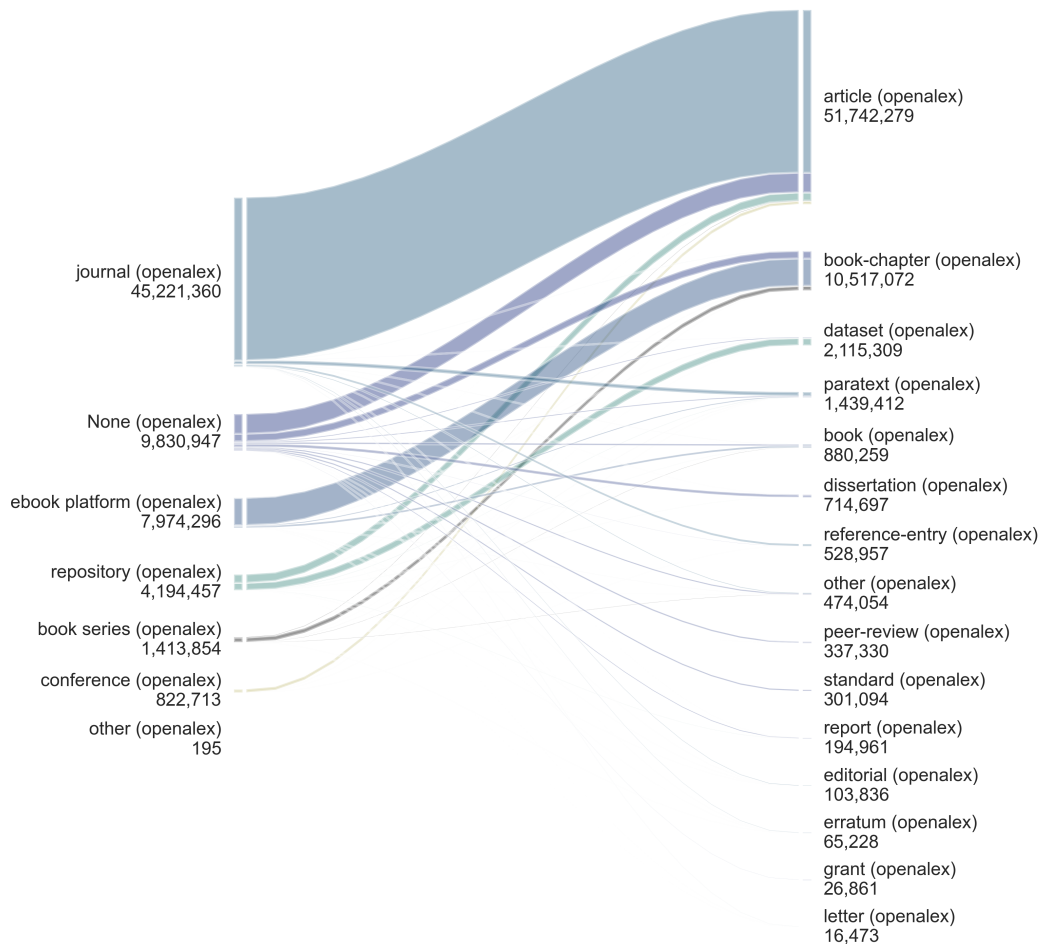 journal (openalex)
45,221,360
None (openalex)
9,830,947
ebook platform (openalex)
7,974,296
repository (openalex)
4,194,457
book series (openalex)
1,413,854
conference (openalex)
822,713
other (openalex)
195
article (openalex)
51,742,279
book-chapter (openalex)
10,517,072
dataset (openalex)
2,115,309
paratext (openalex)
1,439,412
book (openalex)
880,259
dissertation (openalex)
714,697
reference-entry (openalex)
528,957
other (openalex)
474,054
peer-review (openalex)
337,330
standard (openalex)
301,094
report (openalex)
194,961
editorial (openalex)
103,836
erratum (openalex)
65,228
grant (openalex)
26,861
letter (openalex)
16,473